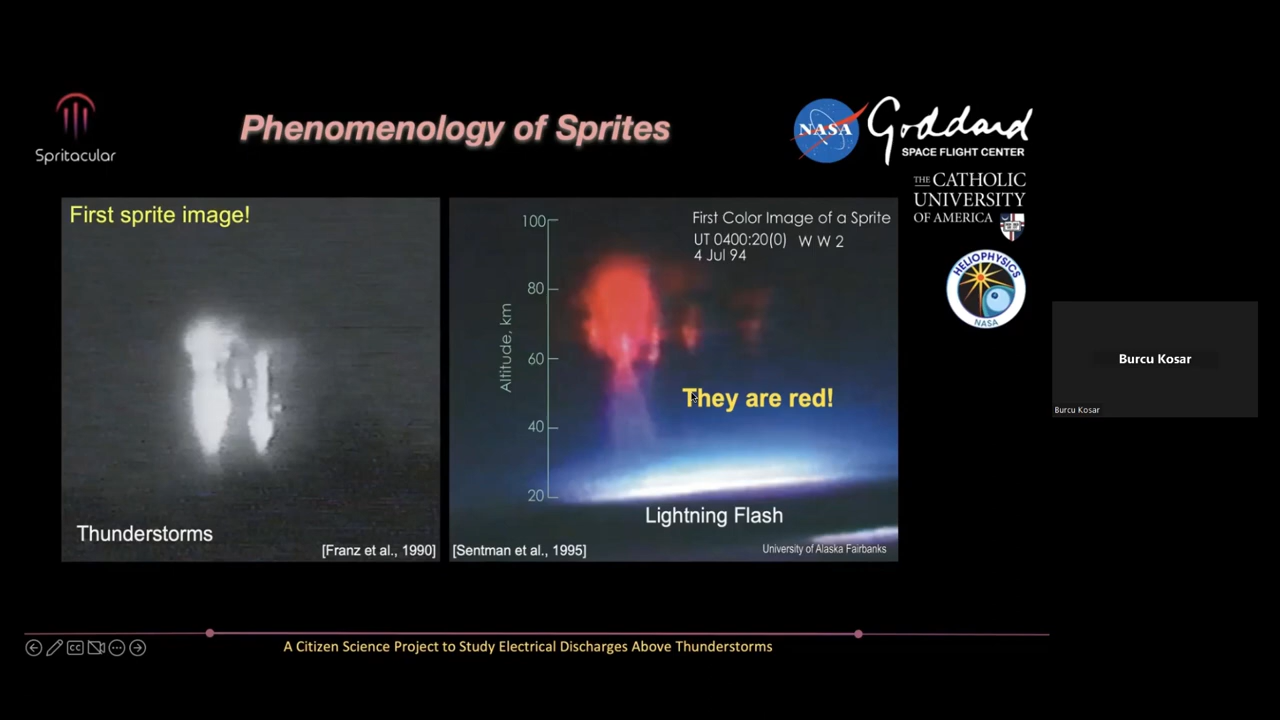 Spritacular
Phenomenology of Sprites
NASA
Goddard
SPACE FLIGHT CENTER
THE CATHOLIC
UNIVERSITY
OF AMERICA
HELIOPHYSICS
NASA
First sprite image!
Thunderstorms
[Franz et al., 1990]
First Color Image of a Sprite
UT 0400:20(0) W W 2
4 Jul 94
100
80
60
40
20
Altitude, km
They are red!
Lightning Flash
[Sentman et al., 1995]
University of Alaska Fairbanks
Burcu Kosar
Burcu Kosar
CC
A Citizen Science Project to Study Electrical Discharges Above Thunderstorms